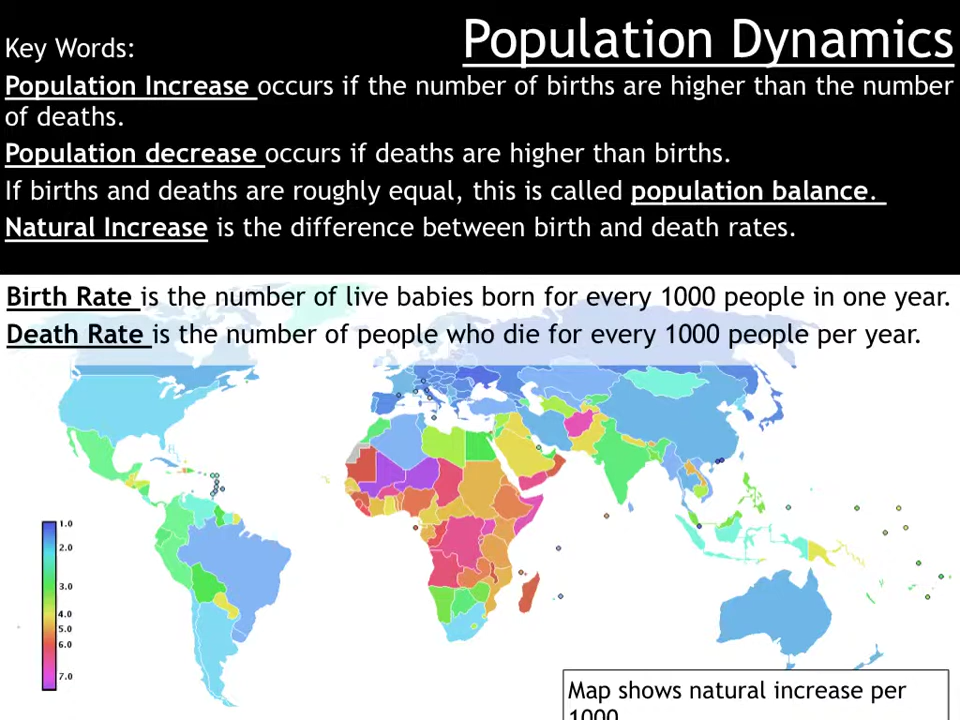 Population Dynamics
Key Words:
Population Increase occurs if the number of births are higher than the number
of deaths.
Population decrease occurs if deaths are higher than births.
If births and deaths are roughly equal, this is called population balance.
Natural Increase is the difference between birth and death rates.
Birth Rate is the number of live babies born for every 1000 people in one year.
Death Rate is the number of people who die for every 1000 people per year.
1.0
2.0
3.0
4.0
5.0
6.0
7.0
Map shows natural increase per
1000